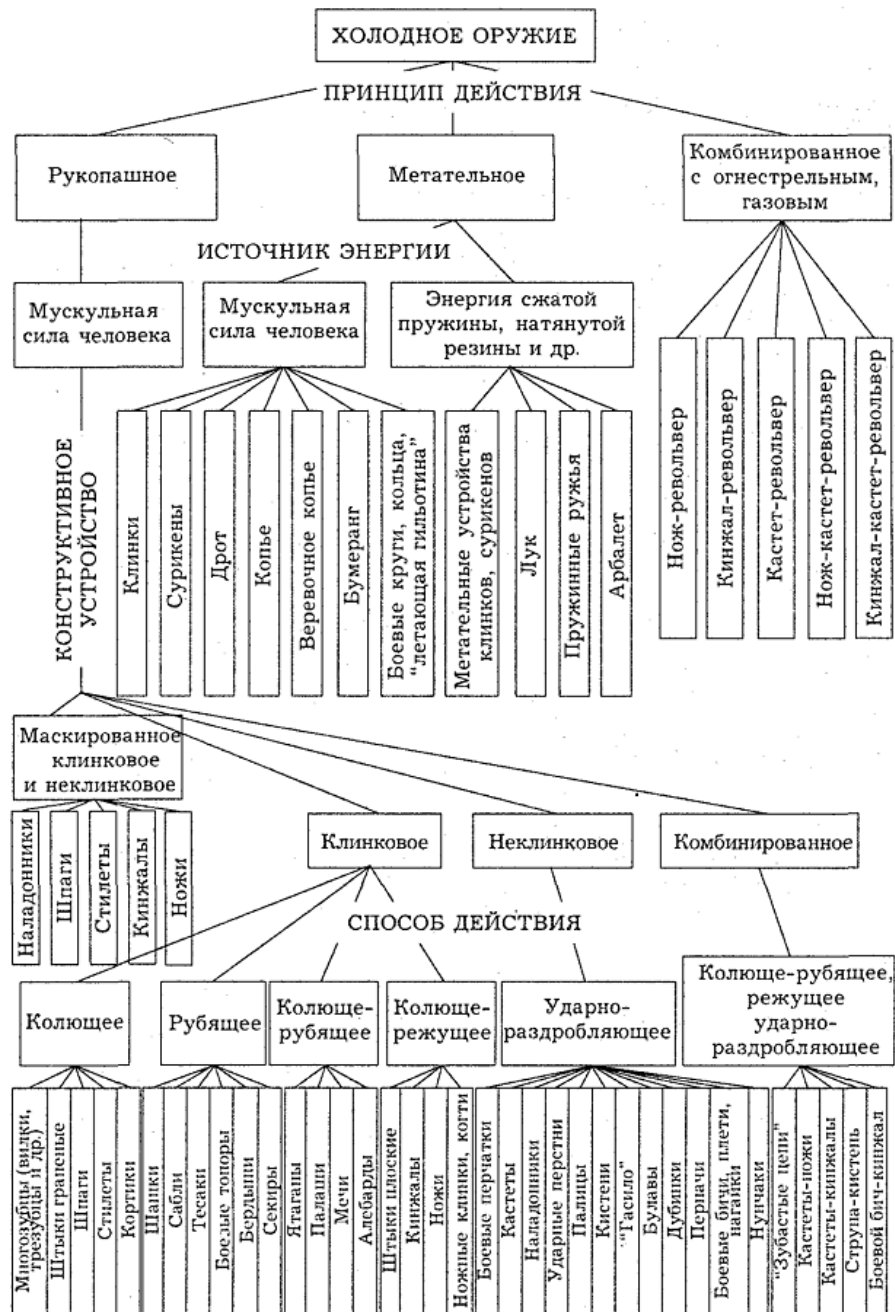 ХОЛОДНОЕ ОРУЖИЕ
ПРИНЦИП ДЕЙСТВИЯ
Рукопашное
Метательное
Комбинированное
с огнестрельным,
газовым
ИСТОЧНИК ЭНЕРГИИ
Мускульная
сила человека
Мускульная
сила человека
Энергия сжатой
пружины, натянутой
резины и др.
КОНСТРУКТИВНОЕ
УСТРОЙСТВО
Клинки
Сурикены
Дрот
Копье
Веревочное копье
Бумеранг
Боевые круги, кольца,
“летающая гильотина”
Метательные устройства
клинков, сурикенов
Лук
Пружинные ружья
Арбалет
Нож-револьвер
Кинжал-револьвер
Кастет-револьвер
Нож-кастет-револьвер
Кинжал-кастет-револьвер
Маскированное
клинковое
и неклинковое
Наладонники
Шпаги
Стилеты
Кинжалы
Ножи
Клинковое
Неклинковое
Комбинированное
СПОСОБ ДЕЙСТВИЯ
Колющее
Рубящее
Колюще-
рубящее
Колюще-
режущее
Ударно-
раздробляющее
Колюще-рубящее,
режущее
ударно-
раздробляющее
Многозубцы (вилки,
трезубцы и др.)
Штыки граненые
Шпаги
Стилеты
Кортики
Шашки
Сабли
Тесаки
Боевые топоры
Бердыши
Секиры
Ятаганы
Палаши
Мечи
Алебарды
Штыки плоские
Кинжалы
Ножи
Ножные клинки, когти
Боевые перчатки
Кастеты
Наладонники
Ударные перстни
Палицы
Кистени
“Гасило”
Булавы
Дубинки
Перначи
Боевые бичи, плети,
нагайки
Нунчаки
“Зубастые цепи”
Кастеты-ножи
Кастеты-кинжалы
Струна-кистень
Боевой бич-кинжал